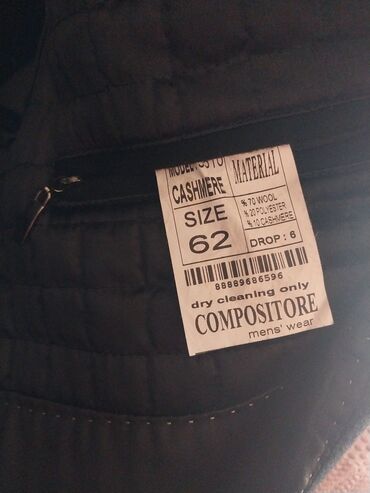 MODEL
CASHMERE
SIZE
62
MATERIAL
% 70 WOOL
% 20 POLYESTER
% 10 CASHMERE
DROP : 6
88889686596
dry cleaning only
COMPOSITORE
mens' wear